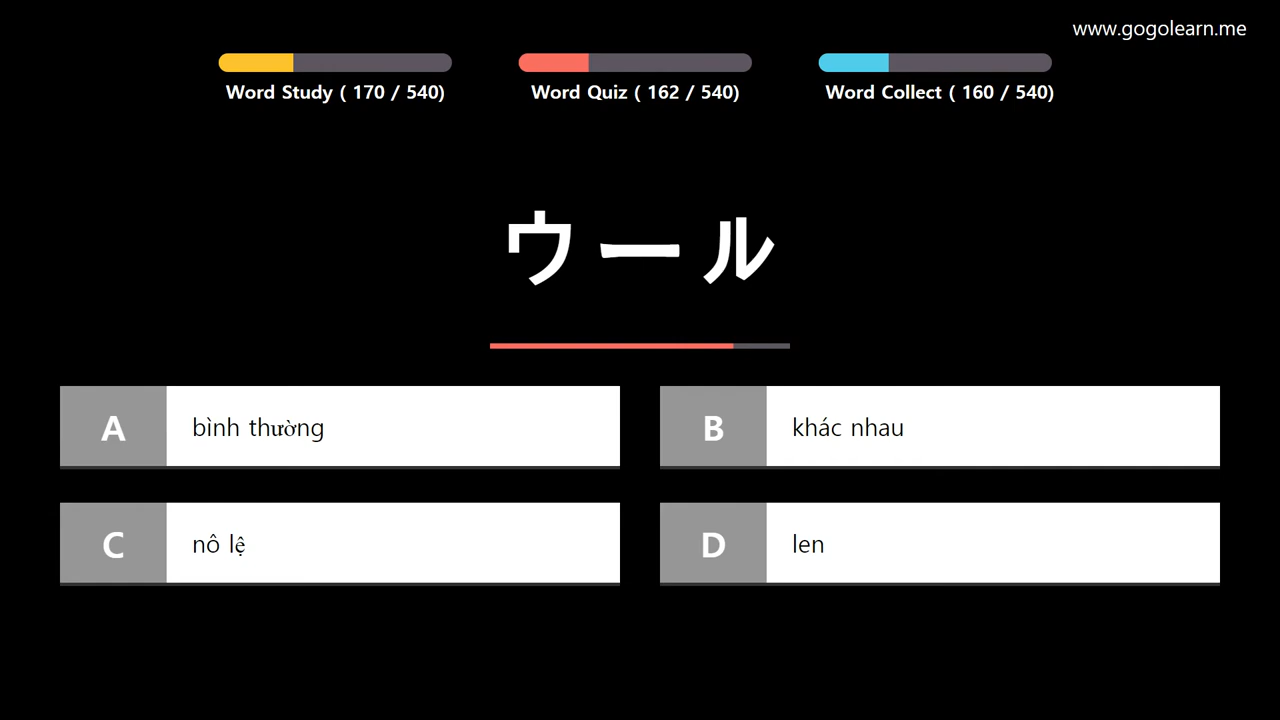 www.gogolearn.me
Word Study ( 170 / 540)
Word Quiz ( 162 / 540)
Word Collect ( 160 / 540)
ウール
A bình thường
B khác nhau
C nô lệ
D len